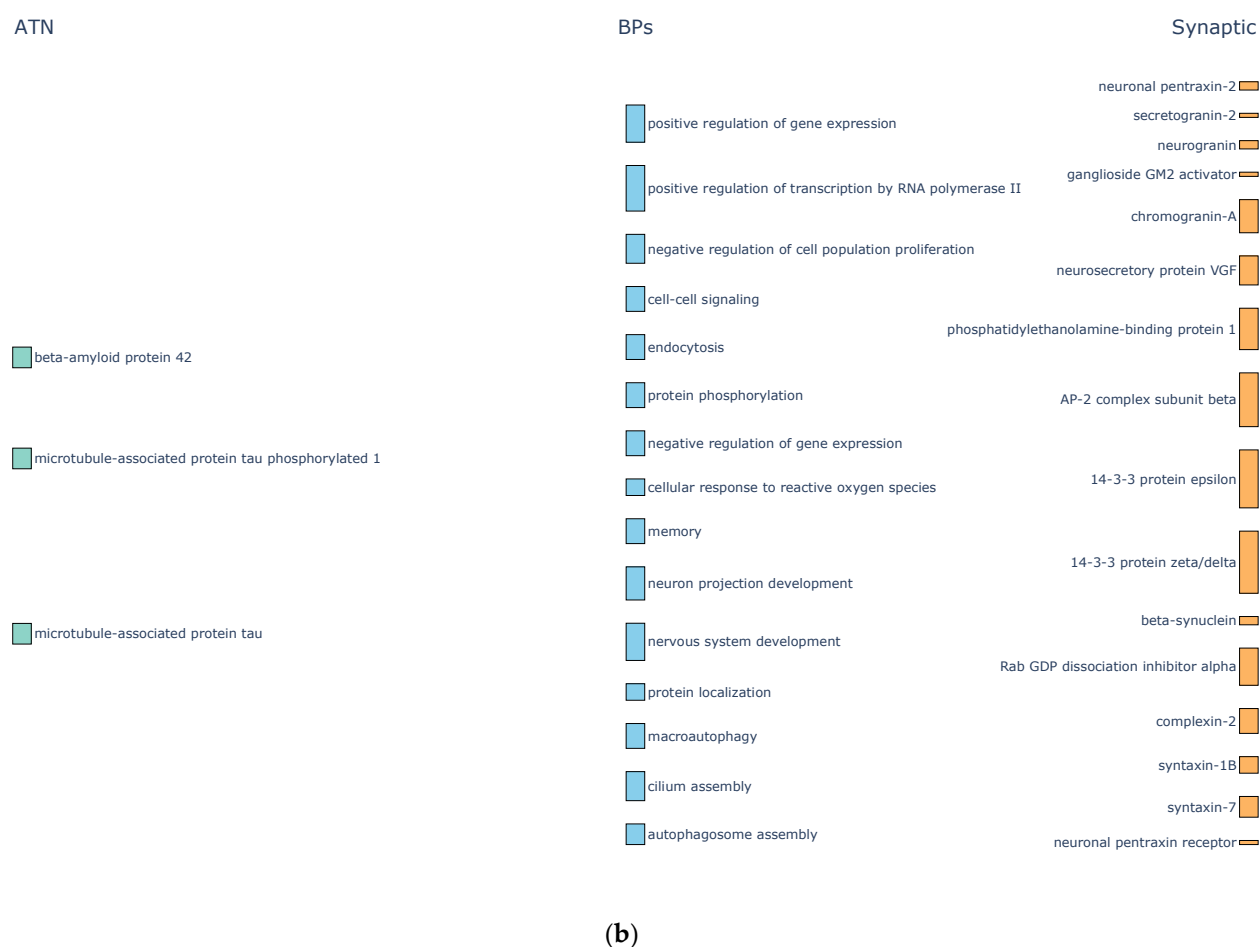 ATN
BPs
Synaptic
beta-amyloid protein 42
microtubule-associated protein tau phosphorylated 1
microtubule-associated protein tau
positive regulation of gene expression
positive regulation of transcription by RNA polymerase II
negative regulation of cell population proliferation
cell-cell signaling
endocytosis
protein phosphorylation
negative regulation of gene expression
cellular response to reactive oxygen species
memory
neuron projection development
nervous system development
protein localization
macroautophagy
cilium assembly
autophagosome assembly
neuronal pentraxin-2
secretogranin-2
neurogranin
ganglioside GM2 activator
chromogranin-A
neurosecretory protein VGF
phosphatidylethanolamine-binding protein 1
AP-2 complex subunit beta
14-3-3 protein epsilon
14-3-3 protein zeta/delta
beta-synuclein
Rab GDP dissociation inhibitor alpha
complexin-2
syntaxin-1B
syntaxin-7
neuronal pentraxin receptor
(b)